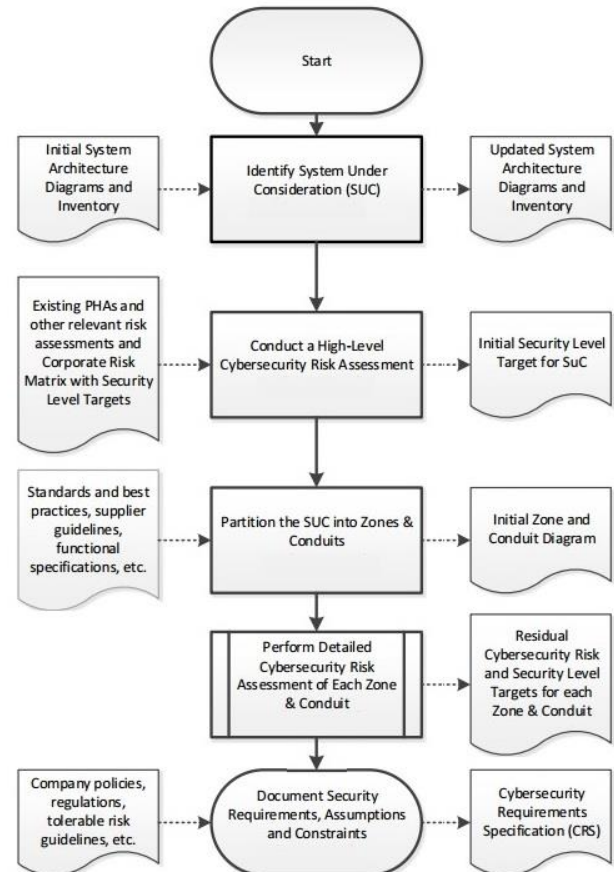 Start
Initial System
Architecture
Diagrams and
Inventory
Identify System Under
Consideration (SUC)
Updated System
Architecture
Diagrams and
Inventory
Existing PHAs and
other relevant risk
assessments and
Corporate Risk
Matrix with Security
Level Targets
Conduct a High-Level
Cybersecurity Risk Assessment
Initial Security Level
Target for SuC
Standards and best
practices, supplier
guidelines,
functional
specifications, etc.
Partition the SUC into Zones &
Conduits
Initial Zone and
Conduit Diagram
Perform Detailed
Cybersecurity Risk
Assessment of Each Zone
& Conduit
Residual
Cybersecurity Risk
and Security Level
Targets for each
Zone & Conduit
Company policies,
regulations,
tolerable risk
guidelines, etc.
Document Security
Requirements, Assumptions
and Constraints
Cybersecurity
Requirements
Specification (CRS)